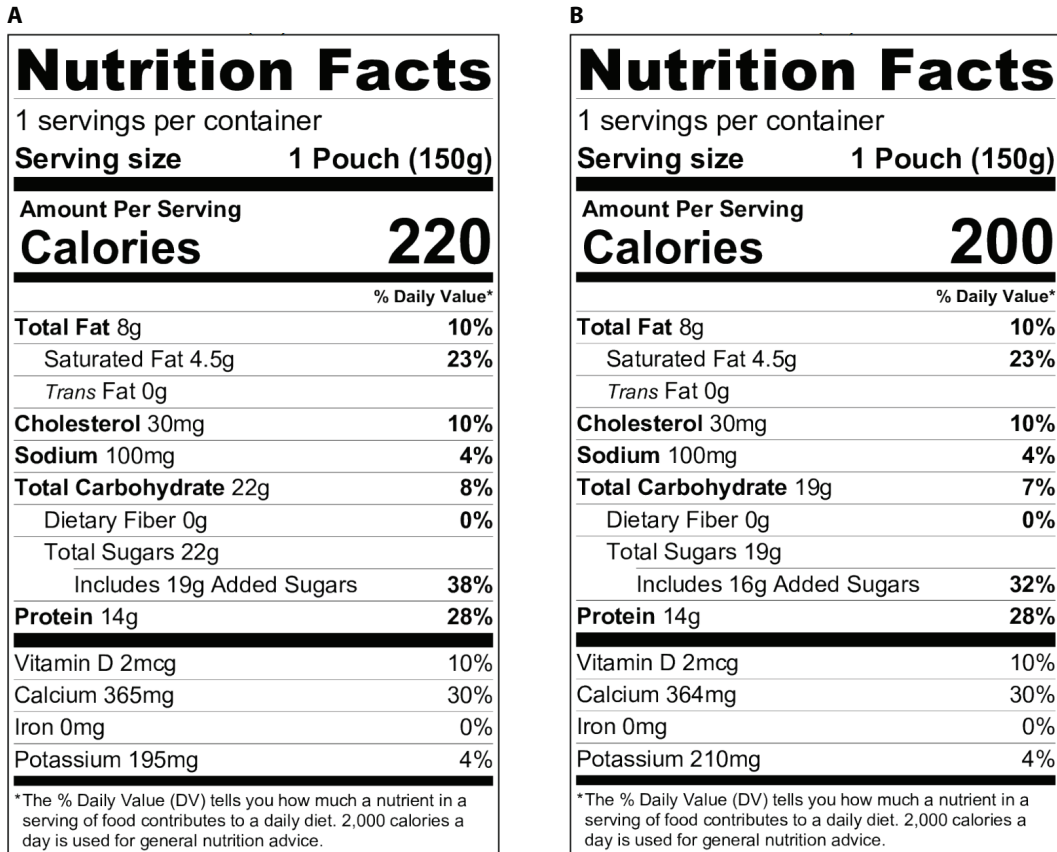 A
Nutrition Facts
1 servings per container
Serving size 1 Pouch (150g)
Amount Per Serving
Calories 220
% Daily Value*
Total Fat 8g 10%
Saturated Fat 4.5g 23%
Trans Fat 0g
Cholesterol 30mg 10%
Sodium 100mg 4%
Total Carbohydrate 22g 8%
Dietary Fiber 0g 0%
Total Sugars 22g
Includes 19g Added Sugars 38%
Protein 14g 28%
Vitamin D 2mcg 10%
Calcium 365mg 30%
Iron 0mg 0%
Potassium 195mg 4%
*The % Daily Value (DV) tells you how much a nutrient in a
serving of food contributes to a daily diet. 2,000 calories a
day is used for general nutrition advice.
B
Nutrition Facts
1 servings per container
Serving size 1 Pouch (150g)
Amount Per Serving
Calories 200
% Daily Value*
Total Fat 8g 10%
Saturated Fat 4.5g 23%
Trans Fat 0g
Cholesterol 30mg 10%
Sodium 100mg 4%
Total Carbohydrate 19g 7%
Dietary Fiber 0g 0%
Total Sugars 19g
Includes 16g Added Sugars 32%
Protein 14g 28%
Vitamin D 2mcg 10%
Calcium 364mg 30%
Iron 0mg 0%
Potassium 210mg 4%
*The % Daily Value (DV) tells you how much a nutrient in a
serving of food contributes to a daily diet. 2,000 calories a
day is used for general nutrition advice.